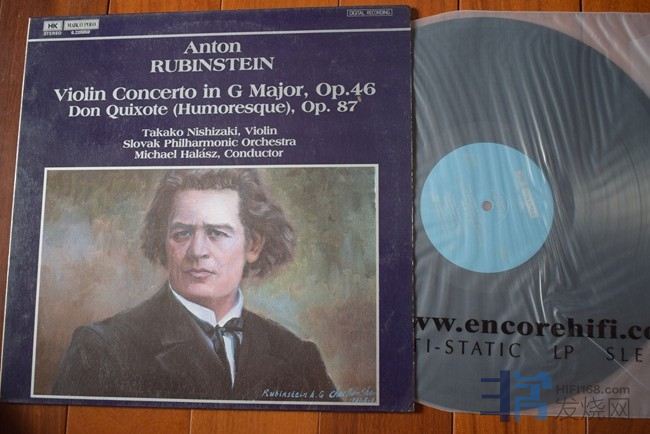 HK
MARCO POLO
STEREO
DIGITAL RECORDING
Anton
RUBINSTEIN
Violin Concerto in G Major, Op.46
Don Quixote (Humoresque), Op. 87
Takako Nishizaki, Violin
Slovak Philharmonic Orchestra
Michael Halász, Conductor
Rubinstein A.G
www.encorehifi.co
TI-STATIC LP SLE
HIFI168.com
发烧网